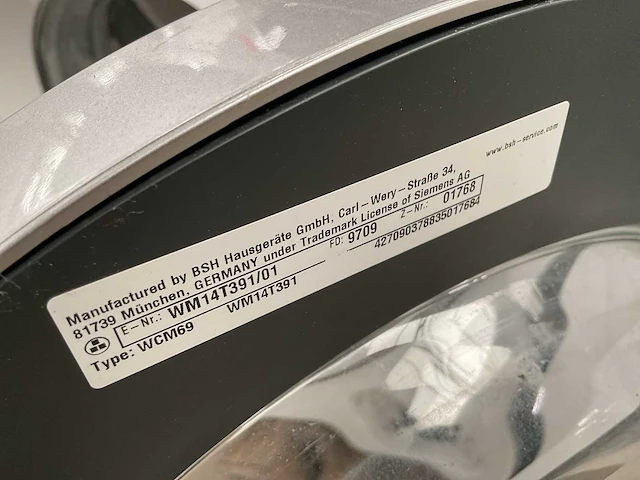 www.bsh-service.com
Manufactured by BSH Hausgeräte GmbH, Carl-Wery-Straße 34,
81739 München, GERMANY under Trademark License of Siemens AG
E-Nr.: WM14T391/01 FD: 9709 Z-Nr.: 01768
Type: WCM69 WM14T391 427090378835017684